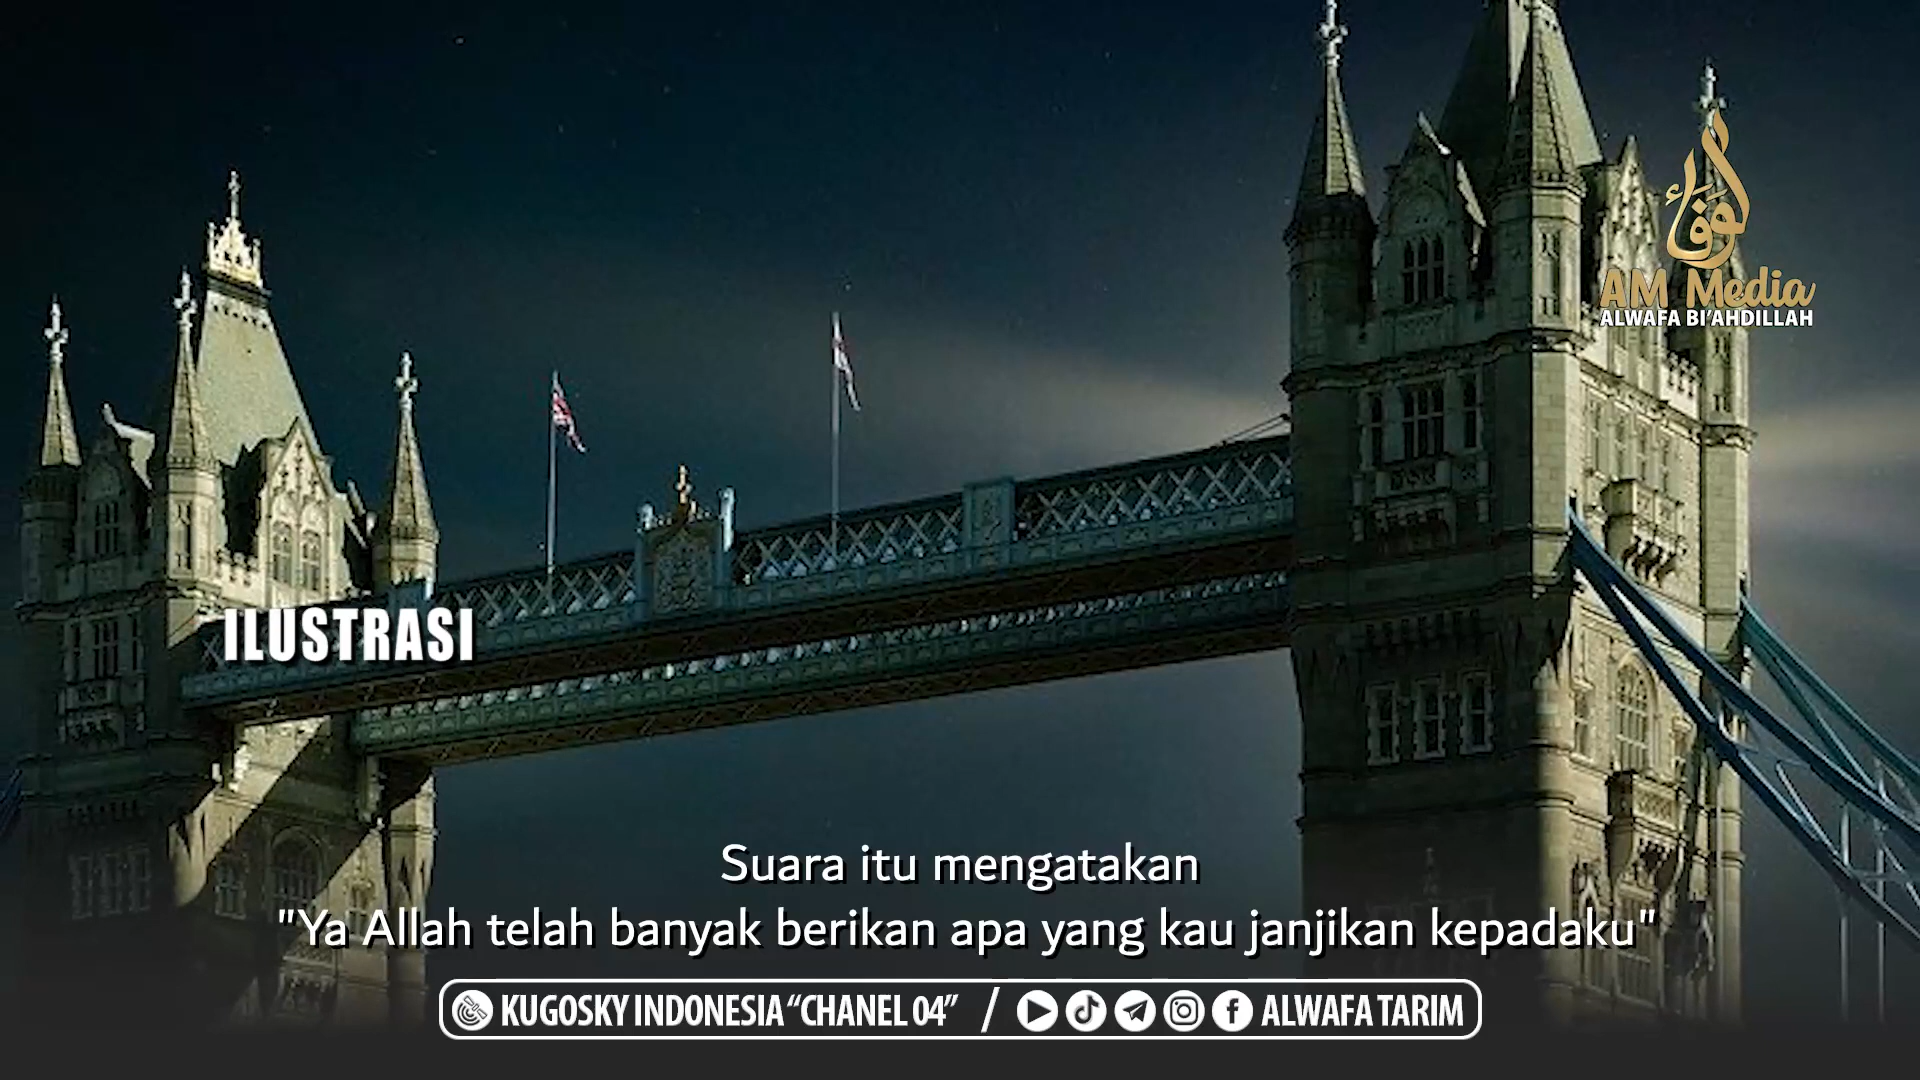 الوفاء
AM Media
ALWAFA BI'AHDILLAH
ILUSTRASI
Suara itu mengatakan
"Ya Allah telah banyak berikan apa yang kau janjikan kepadaku"
KUGOSKY INDONESIA “CHANEL 04” / ALWAFA TARIM